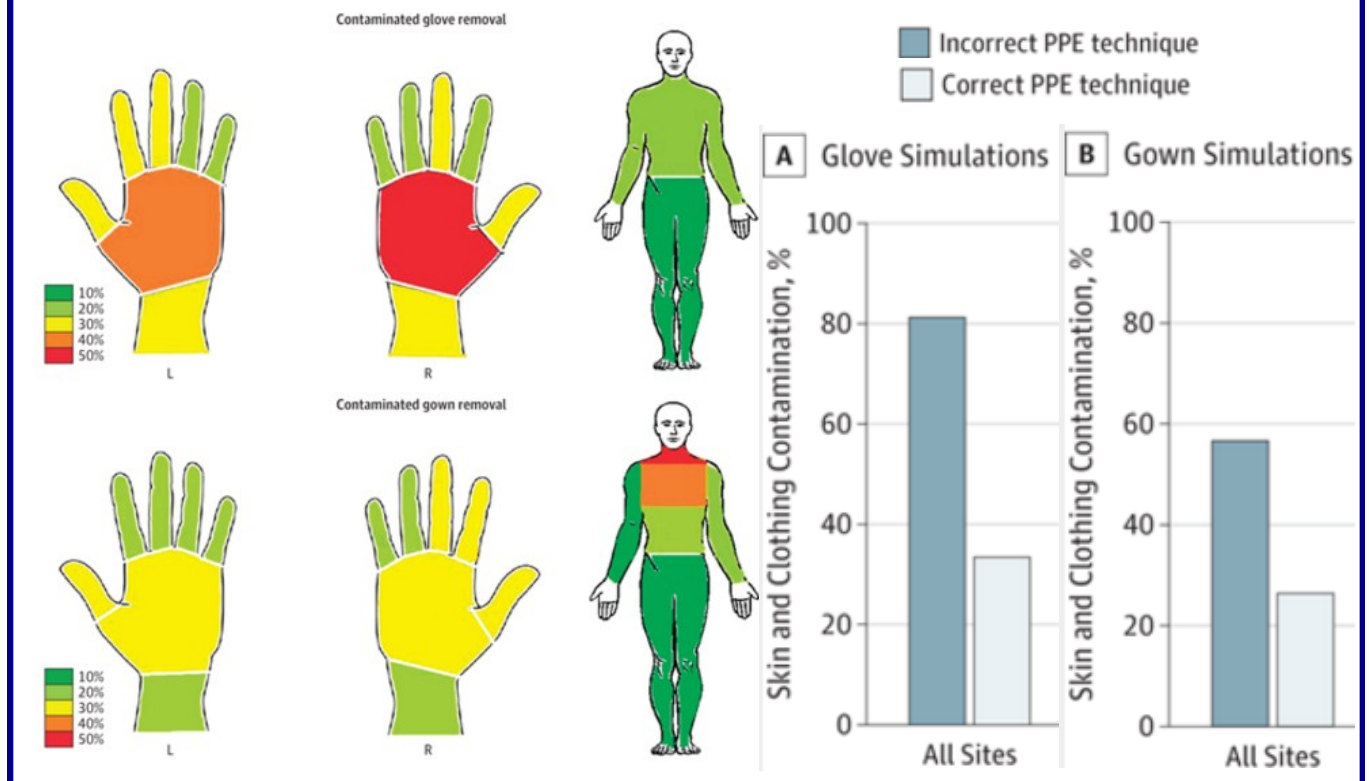 Contaminated glove removal
10%
20%
30%
40%
50%
L
R
Contaminated gown removal
10%
20%
30%
40%
50%
L
R
Incorrect PPE technique
Correct PPE technique
A Glove Simulations
Skin and Clothing Contamination, %
100
80
60
40
20
0
All Sites
B Gown Simulations
Skin and Clothing Contamination, %
100
80
60
40
20
0
All Sites